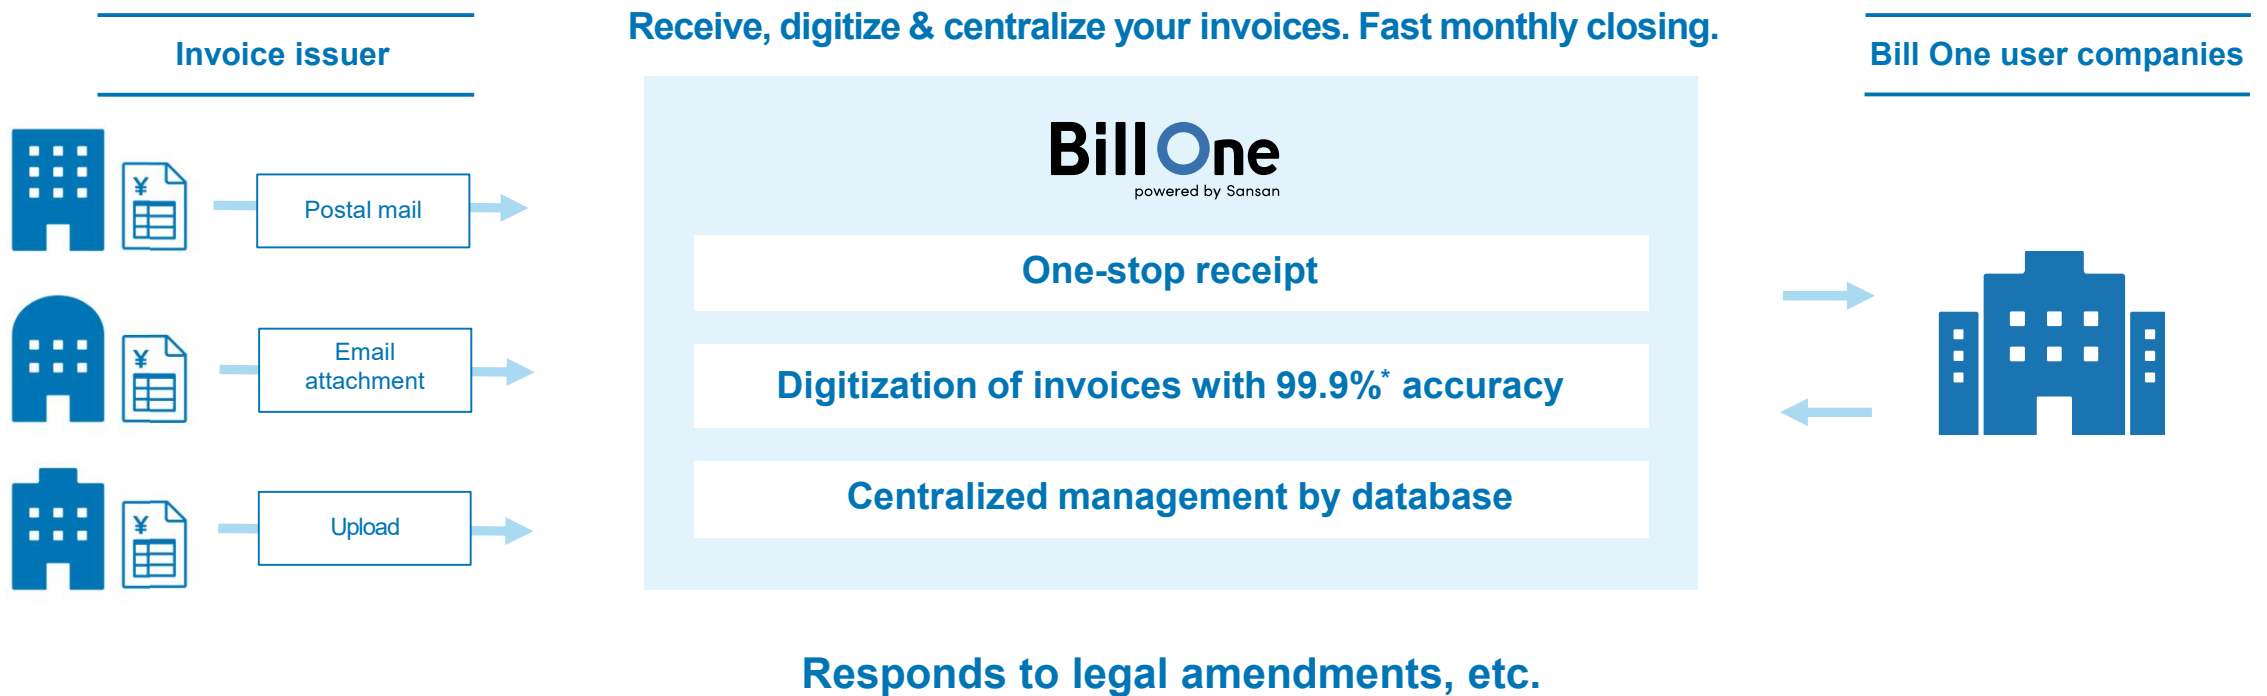 Invoice issuer
Receive, digitize & centralize your invoices. Fast monthly closing.
Bill One user companies
Bill One
powered by Sansan
¥
Postal mail
One-stop receipt
¥
Email
attachment
Digitization of invoices with 99.9%* accuracy
¥
Upload
Centralized management by database
Responds to legal amendments, etc.